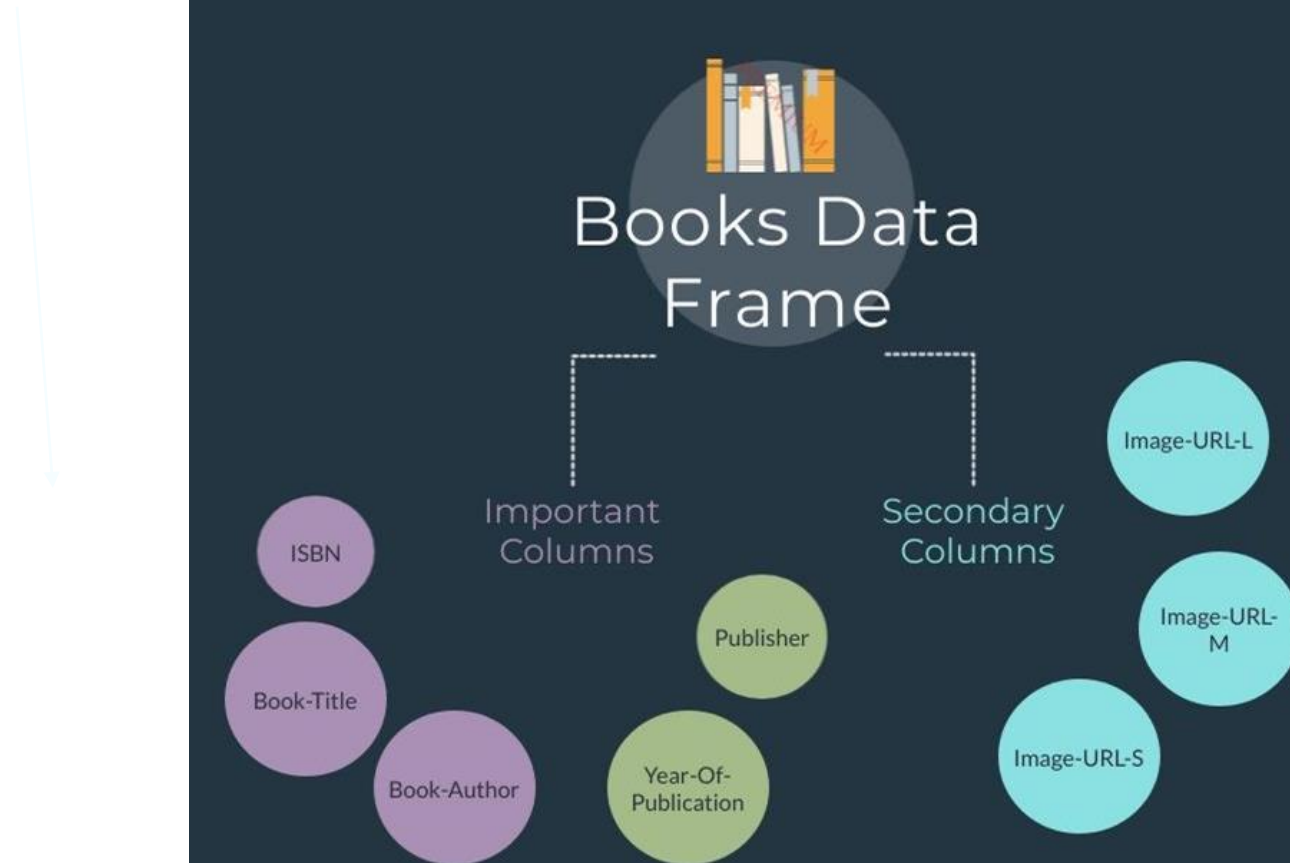 Books Data
Frame
Important
Columns
Secondary
Columns
ISBN
Book-Title
Book-Author
Publisher
Year-Of-
Publication
Image-URL-L
Image-URL-
M
Image-URL-S